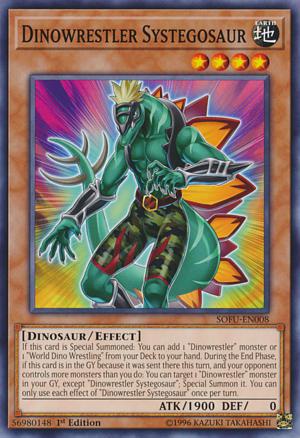 DINOWRESTLER SYSTEGOSAUR
EARTH
地
SOFU-EN008
[DINOSAUR/EFFECT]
If this card is Special Summoned: You can add 1 "Dinowrestler" monster or
1 "World Dino Wrestling" from your Deck to your hand. During the End Phase,
if this card is in the GY because it was sent there this turn, and your opponent
controls more monsters than you do: You can target 1 "Dinowrestler" monster
in your GY, except "Dinowrestler Systegosaur"; Special Summon it. You can
only use each effect of "Dinowrestler Systegosaur" once per turn.
ATK/1900 DEF/ 0
56980148 1st Edition ©1996 KAZUKI TAKAHASHI